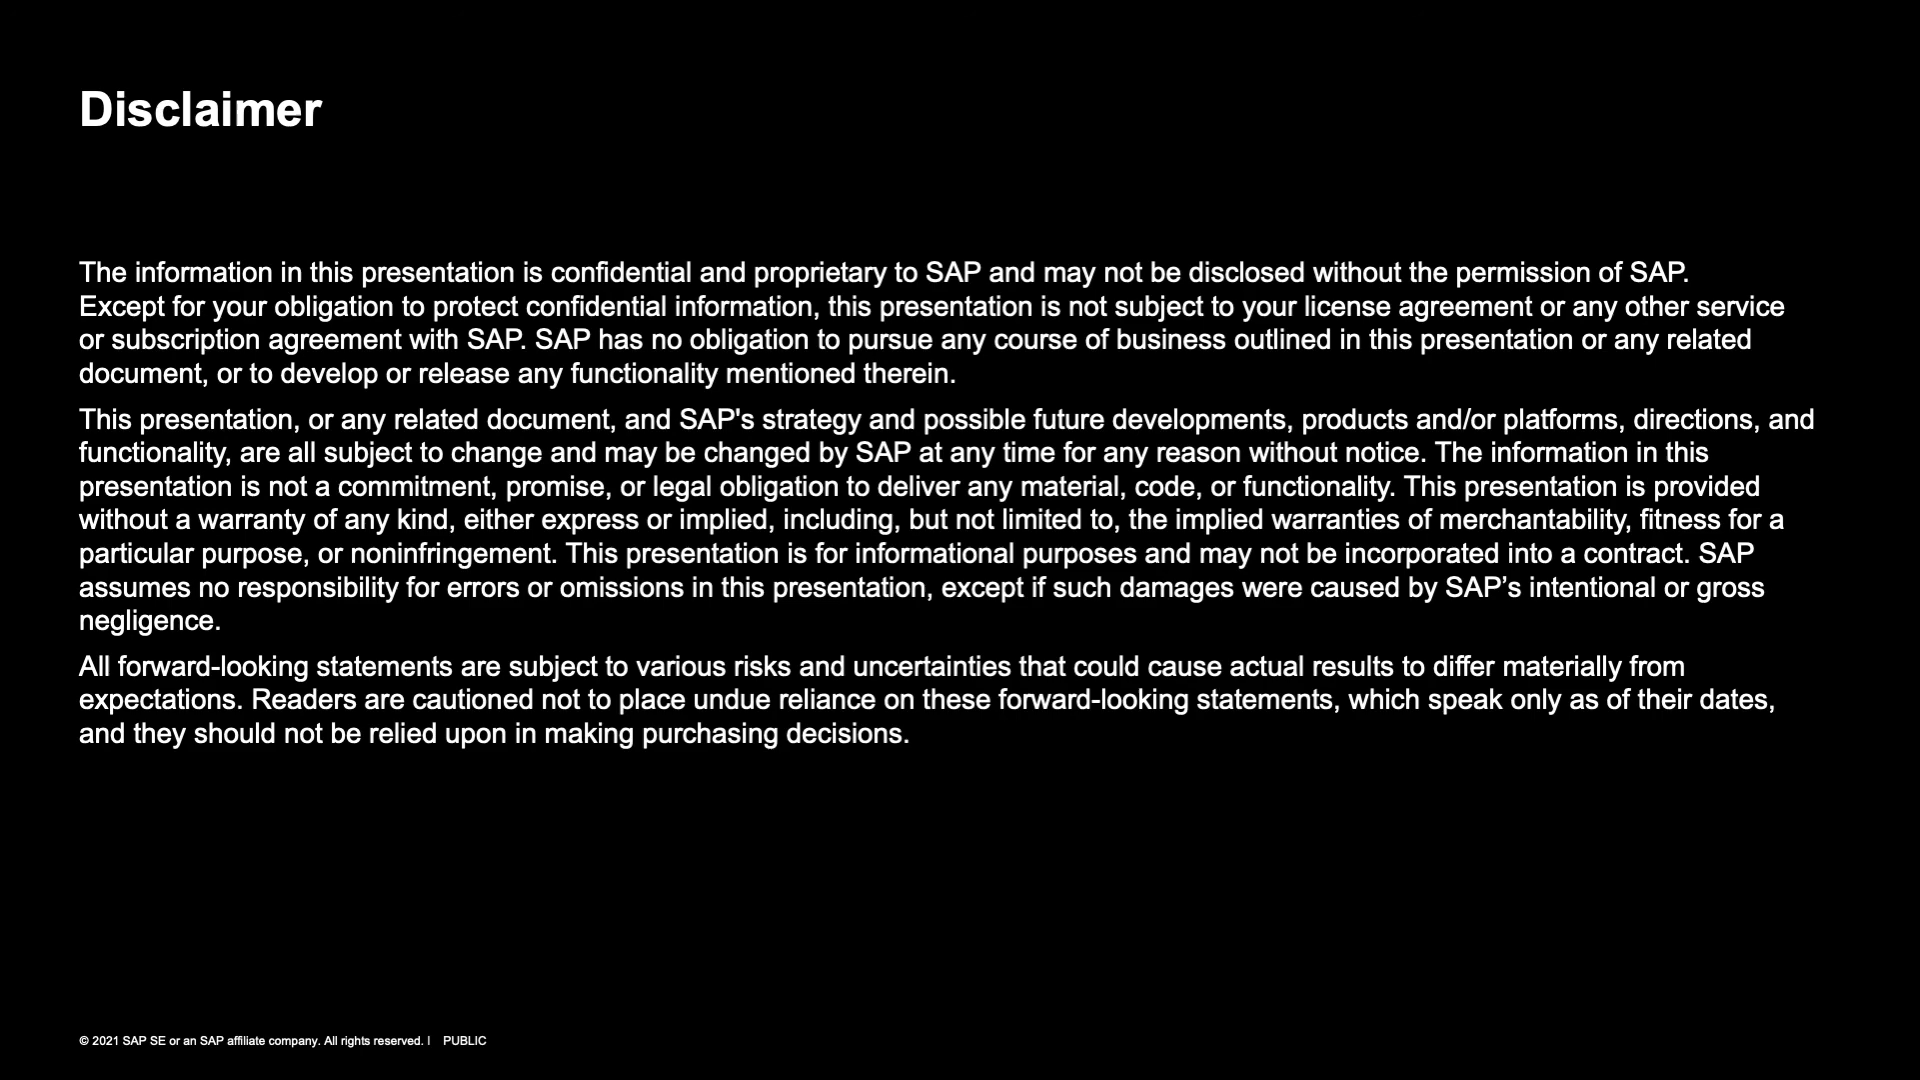 Disclaimer
The information in this presentation is confidential and proprietary to SAP and may not be disclosed without the permission of SAP.
Except for your obligation to protect confidential information, this presentation is not subject to your license agreement or any other service
or subscription agreement with SAP. SAP has no obligation to pursue any course of business outlined in this presentation or any related
document, or to develop or release any functionality mentioned therein.
This presentation, or any related document, and SAP's strategy and possible future developments, products and/or platforms, directions, and
functionality, are all subject to change and may be changed by SAP at any time for any reason without notice. The information in this
presentation is not a commitment, promise, or legal obligation to deliver any material, code, or functionality. This presentation is provided
without a warranty of any kind, either express or implied, including, but not limited to, the implied warranties of merchantability, fitness for a
particular purpose, or noninfringement. This presentation is for informational purposes and may not be incorporated into a contract. SAP
assumes no responsibility for errors or omissions in this presentation, except if such damages were caused by SAP’s intentional or gross
negligence.
All forward-looking statements are subject to various risks and uncertainties that could cause actual results to differ materially from
expectations. Readers are cautioned not to place undue reliance on these forward-looking statements, which speak only as of their dates,
and they should not be relied upon in making purchasing decisions.
© 2021 SAP SE or an SAP affiliate company. All rights reserved. | PUBLIC